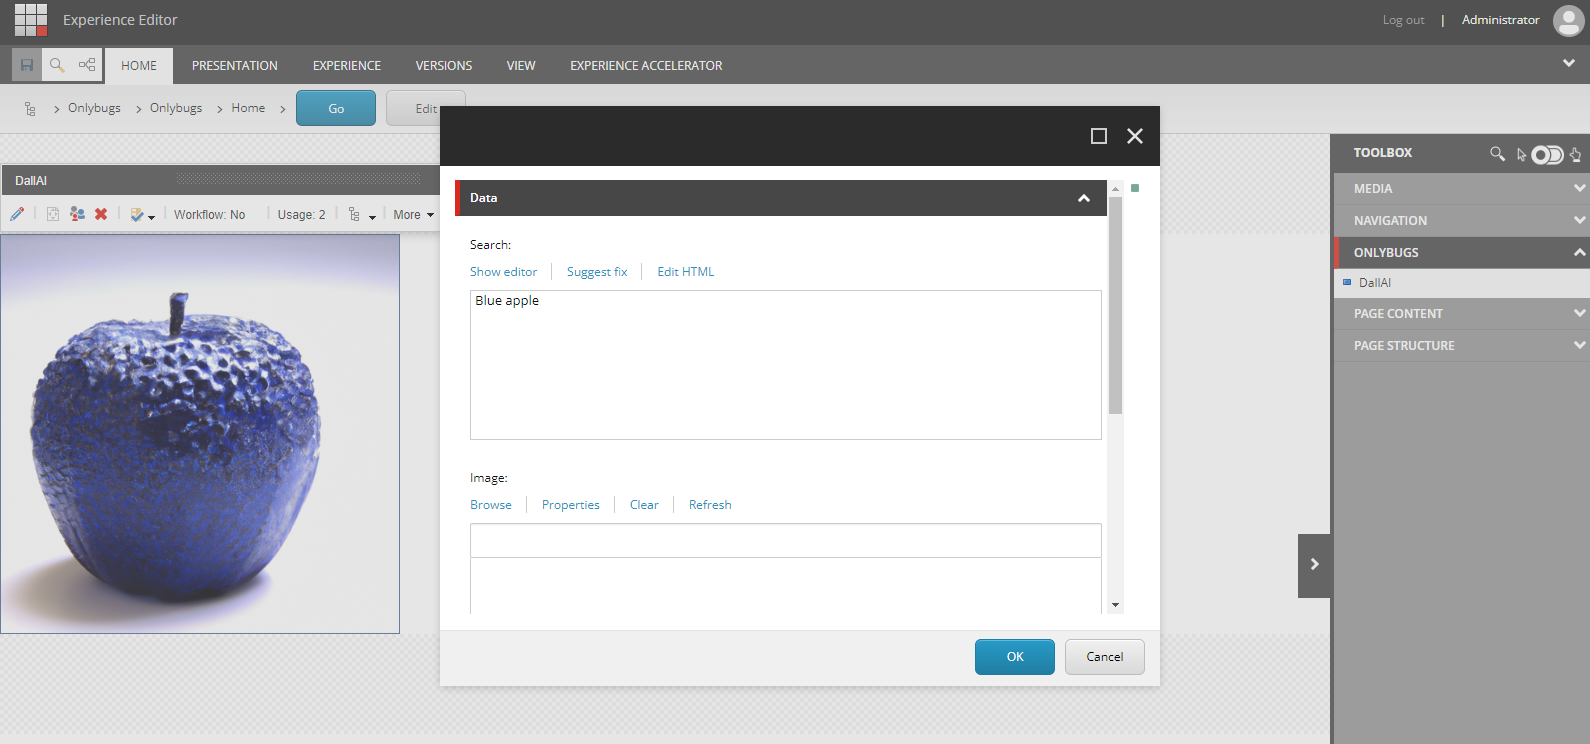 Experience Editor
Log out | Administrator
HOME PRESENTATION EXPERIENCE VERSIONS VIEW EXPERIENCE ACCELERATOR
Onlybugs Onlybugs Home Go Edit
DallAI
Workflow: No Usage: 2 More
Data
Search:
Show editor Suggest fix Edit HTML
Blue apple
Image:
Browse Properties Clear Refresh
OK Cancel
TOOLBOX
MEDIA
NAVIGATION
ONLYBUGS
DallAI
PAGE CONTENT
PAGE STRUCTURE